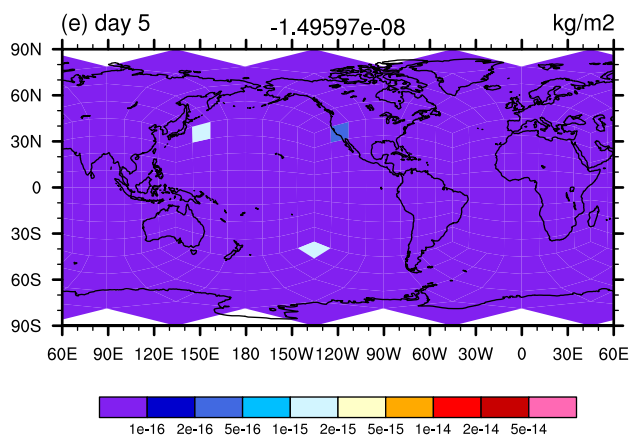 (e) day 5 -1.49597e-08 kg/m2
90N
60N
30N
0
30S
60S
90S
60E 90E 120E 150E 180 150W 120W 90W 60W 30W 0 30E 60E
1e-16 2e-16 5e-16 1e-15 2e-15 5e-15 1e-14 2e-14 5e-14